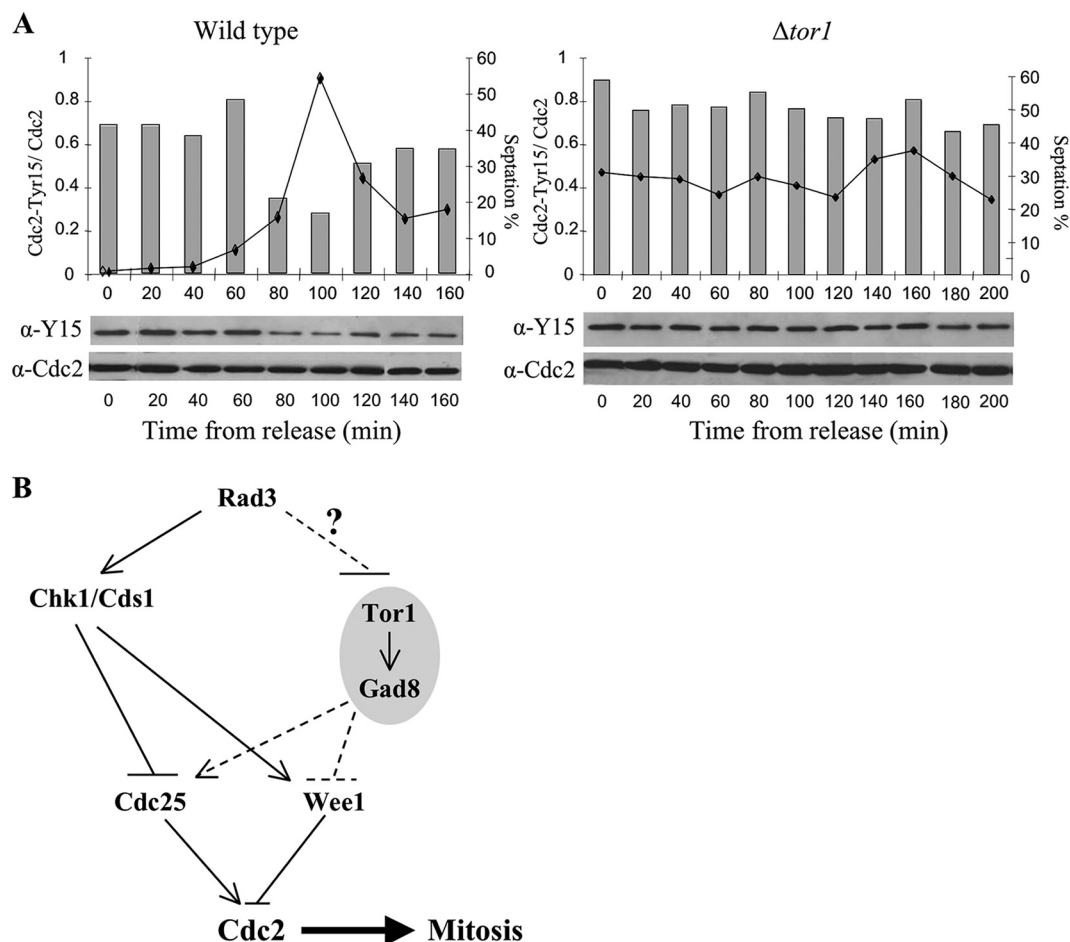 A
Wild type
Δtor1
Cdc2-Tyr15/ Cdc2
1
0.8
0.6
0.4
0.2
0
60
50
40
30
20
10
0
Septation %
0 20 40 60 80 100 120 140 160
α-Y15
α-Cdc2
0 20 40 60 80 100 120 140 160
Time from release (min)
Cdc2-Tyr15/ Cdc2
1
0.8
0.6
0.4
0.2
0
60
50
40
30
20
10
0
Septation %
0 20 40 60 80 100 120 140 160 180 200
α-Y15
α-Cdc2
0 20 40 60 80 100 120 140 160 180 200
Time from release (min)
B
Rad3
?
Chk1/Cds1
Tor1
Gad8
Cdc25
Wee1
Cdc2
Mitosis